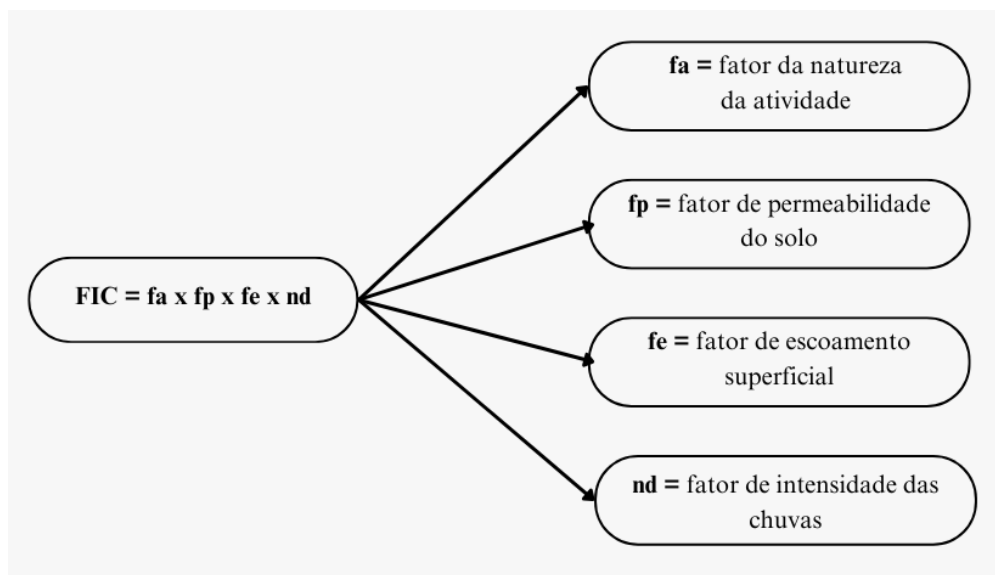 FIC = fa x fp x fe x nd
fa = fator da natureza
da atividade
fp = fator de permeabilidade
do solo
fe = fator de escoamento
superficial
nd = fator de intensidade das
chuvas